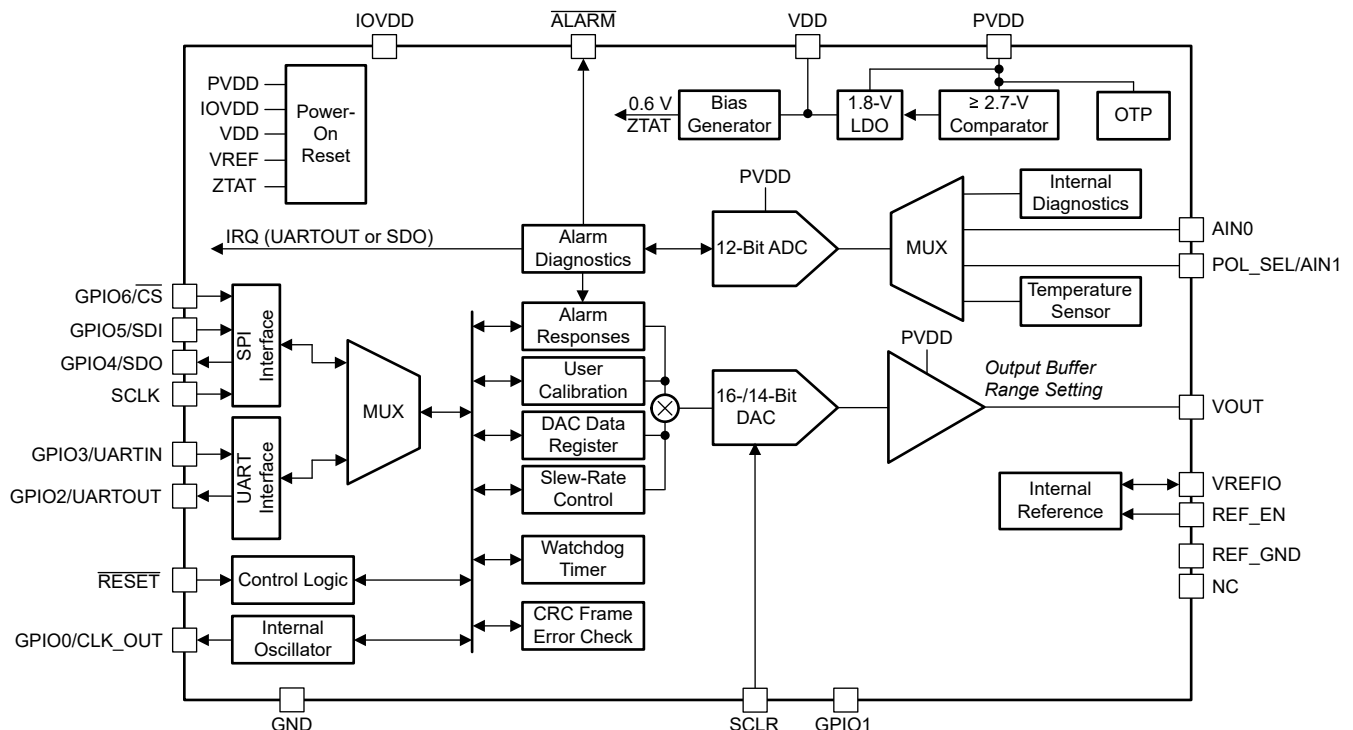 IOVDD
ALARM
VDD
PVDD
PVDD
IOVDD
VDD
VREF
ZTAT
Power-
On
Reset
0.6 V
ZTAT
Bias
Generator
1.8-V
LDO
≥ 2.7-V
Comparator
OTP
PVDD
Internal
Diagnostics
IRQ (UARTOUT or SDO)
Alarm
Diagnostics
12-Bit ADC
MUX
AIN0
POL_SEL/AIN1
Temperature
Sensor
GPIO6/CS
GPIO5/SDI
GPIO4/SDO
SCLK
SPI
Interface
GPIO3/UARTIN
GPIO2/UARTOUT
UART
Interface
MUX
Alarm
Responses
User
Calibration
DAC Data
Register
Slew-Rate
Control
16-/14-Bit
DAC
PVDD
Output Buffer
Range Setting
VOUT
Internal
Reference
VREFIO
REF_EN
REF_GND
NC
RESET
Control Logic
Watchdog
Timer
GPIO0/CLK_OUT
Internal
Oscillator
CRC Frame
Error Check
GND
SCLR
GPIO1